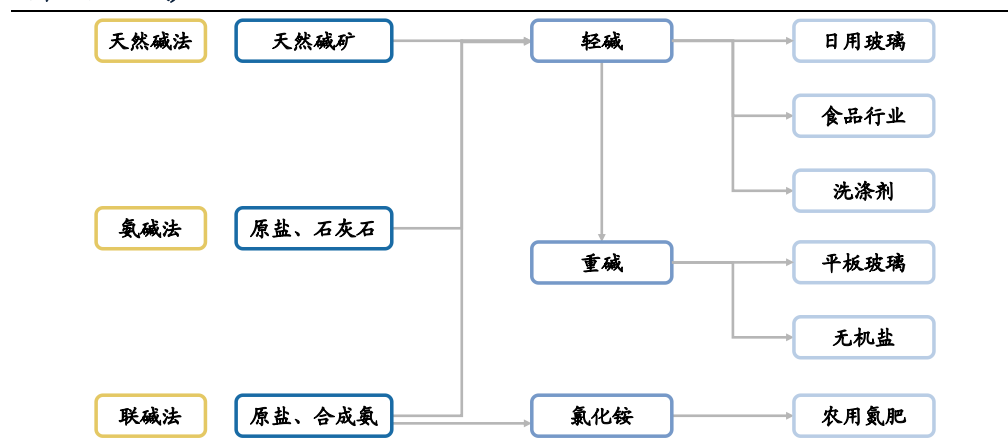 天然碱法 天然碱矿 轻碱 日用玻璃
食品行业
洗涤剂
氨碱法 原盐、石灰石
重碱 平板玻璃
无机盐
联碱法 原盐、合成氨 氯化铵 农用氮肥